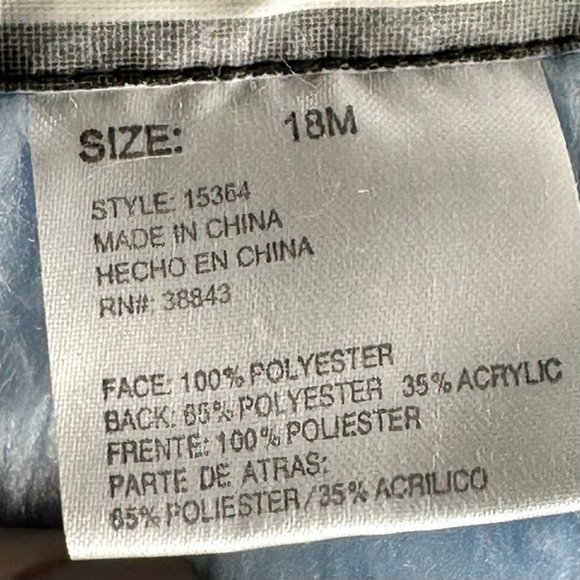 SIZE: 18M
STYLE: 15364
MADE IN CHINA
HECHO EN CHINA
RN#: 38843
FACE: 100% POLYESTER
BACK: 65% POLYESTER 35% ACRYLIC
FRENTE: 100% POLIESTER
PARTE DE ATRAS:
65% POLIESTER/35% ACRILICO